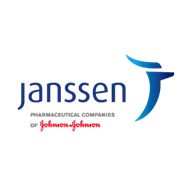 janssen
PHARMACEUTICAL COMPANIES
OF Johnson & Johnson